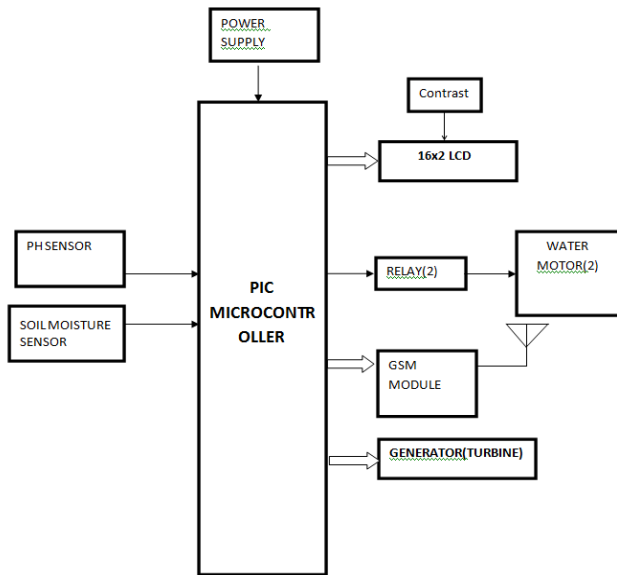 POWER
SUPPLY
Contrast
16x2 LCD
PH SENSOR
SOIL MOISTURE
SENSOR
PIC
MICROCONTR
OLLER
RELAY(2)
WATER
MOTOR(2)
GSM
MODULE
GENERATOR(TURBINE)